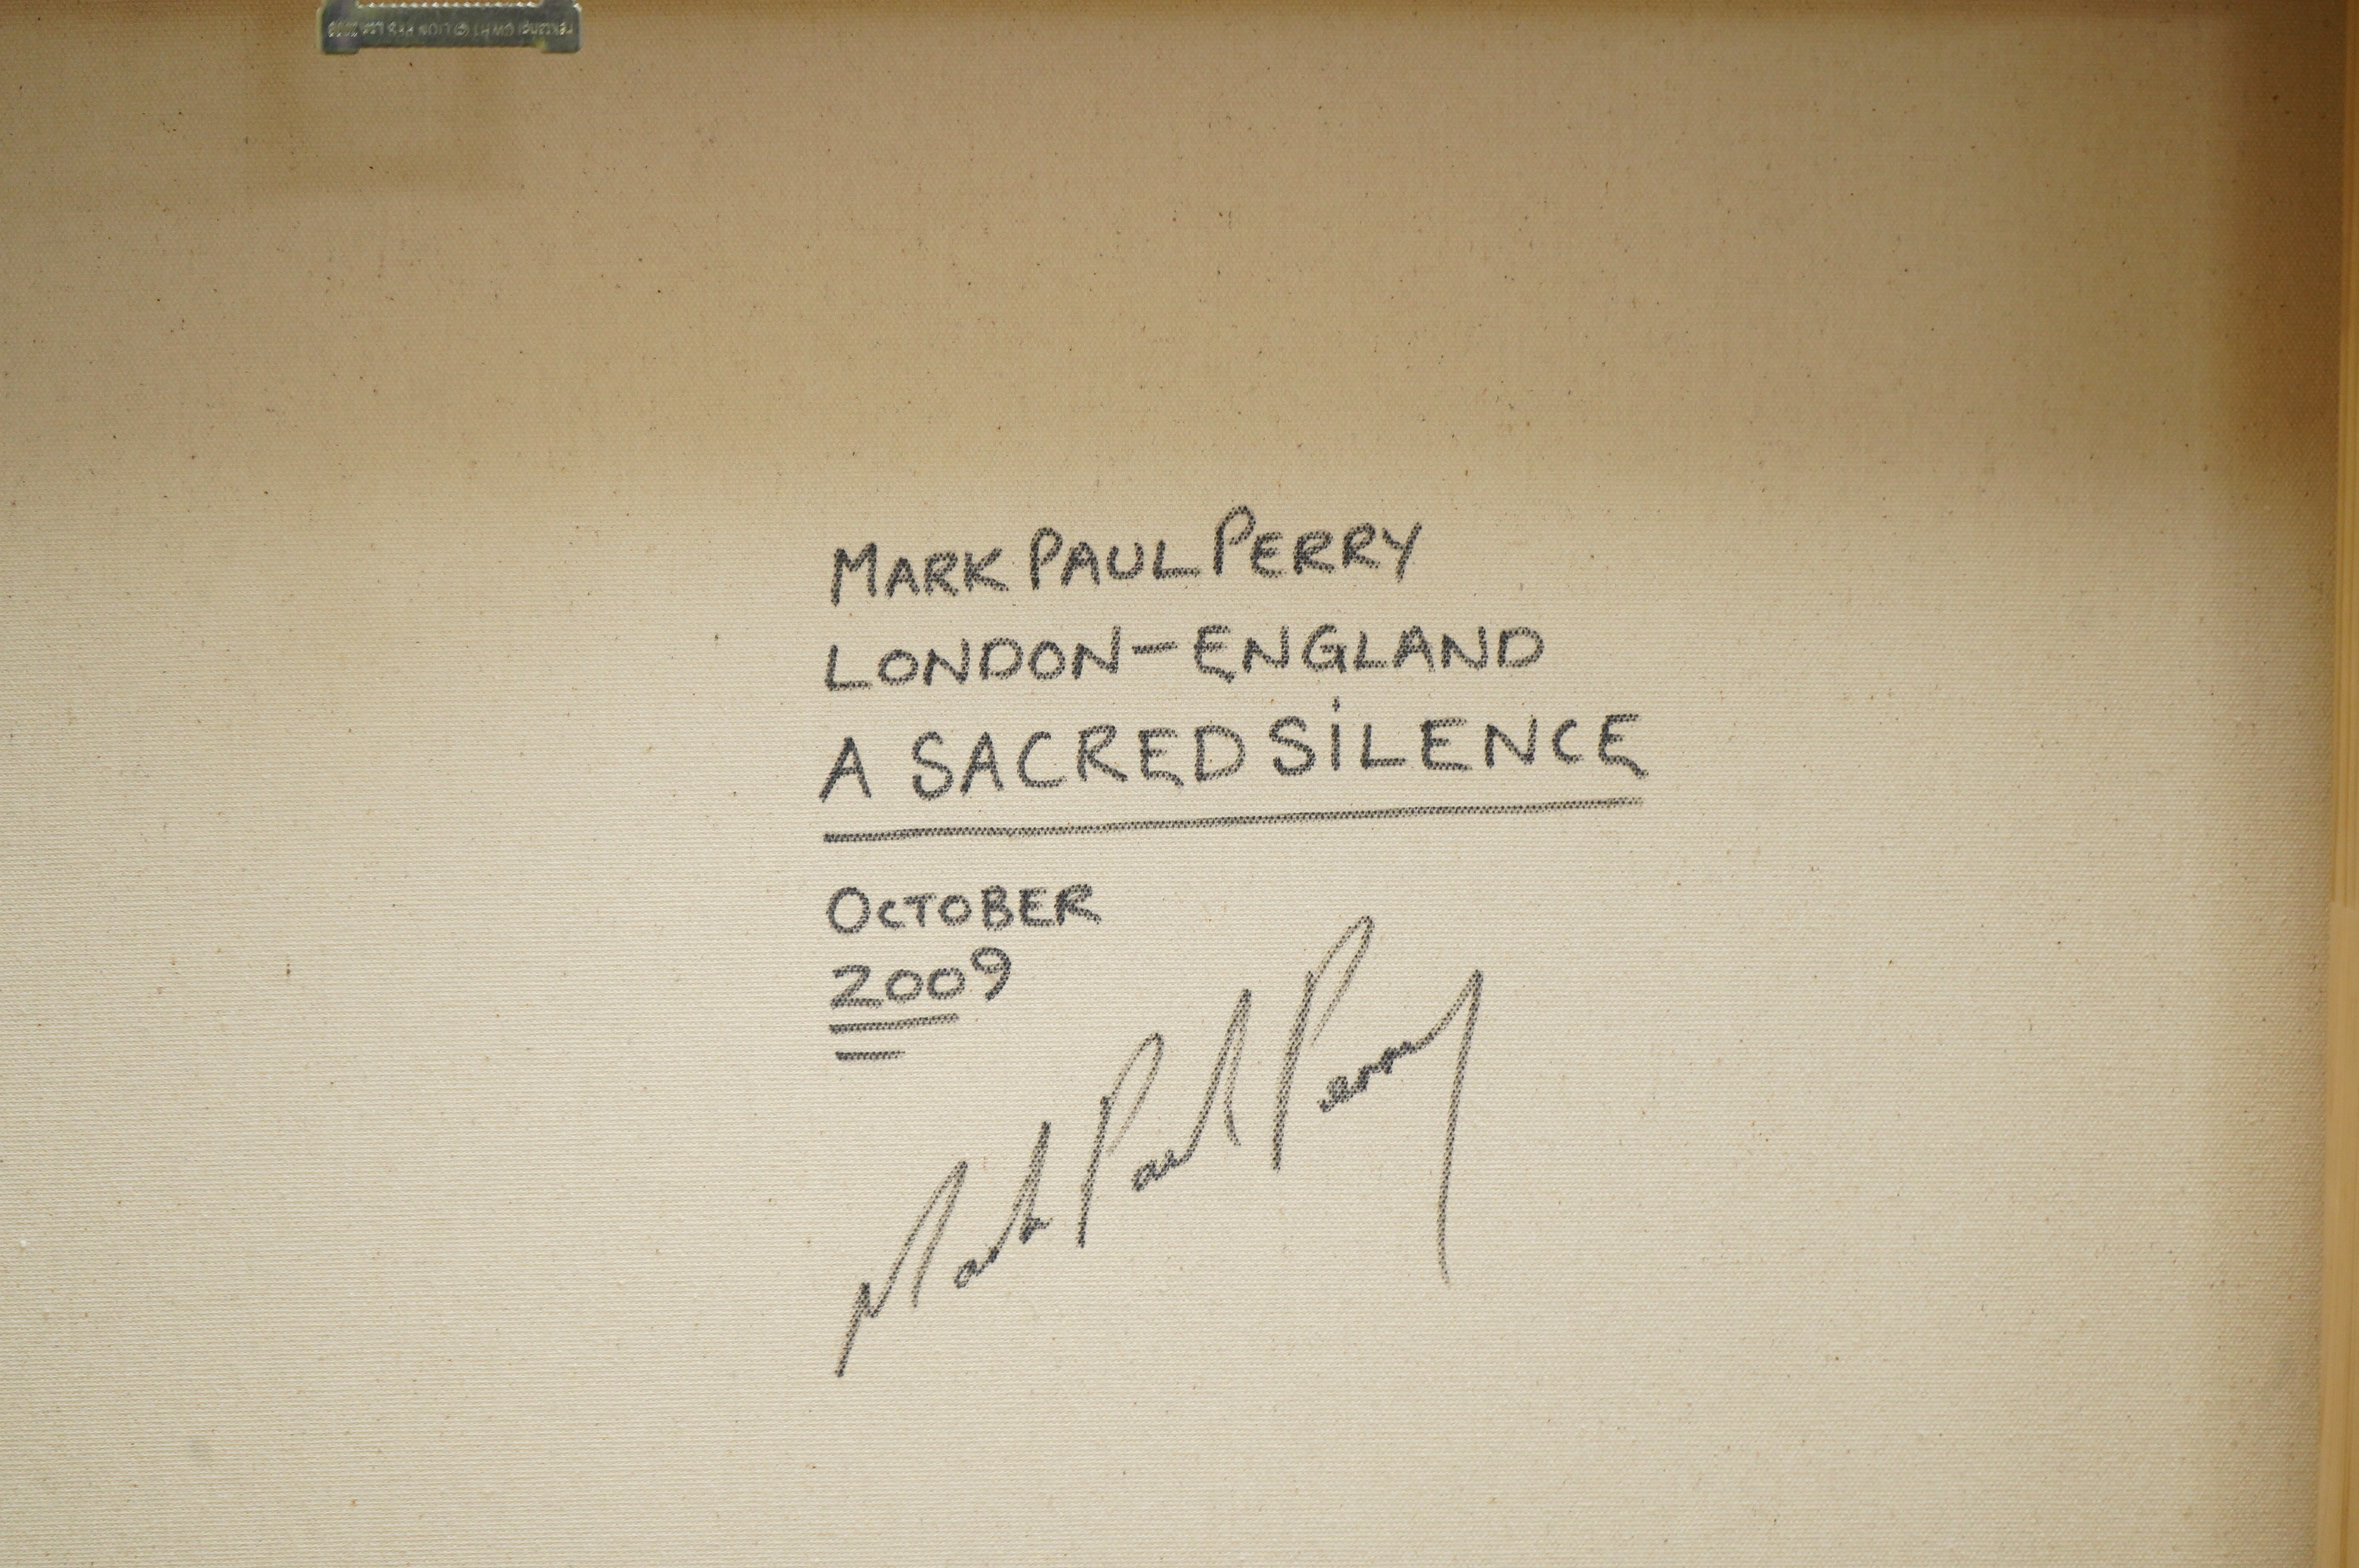 MARK PAUL PERRY
LONDON-ENGLAND
A SACRED SiLENCE
OCTOBER
2009
Mark Paul Perry